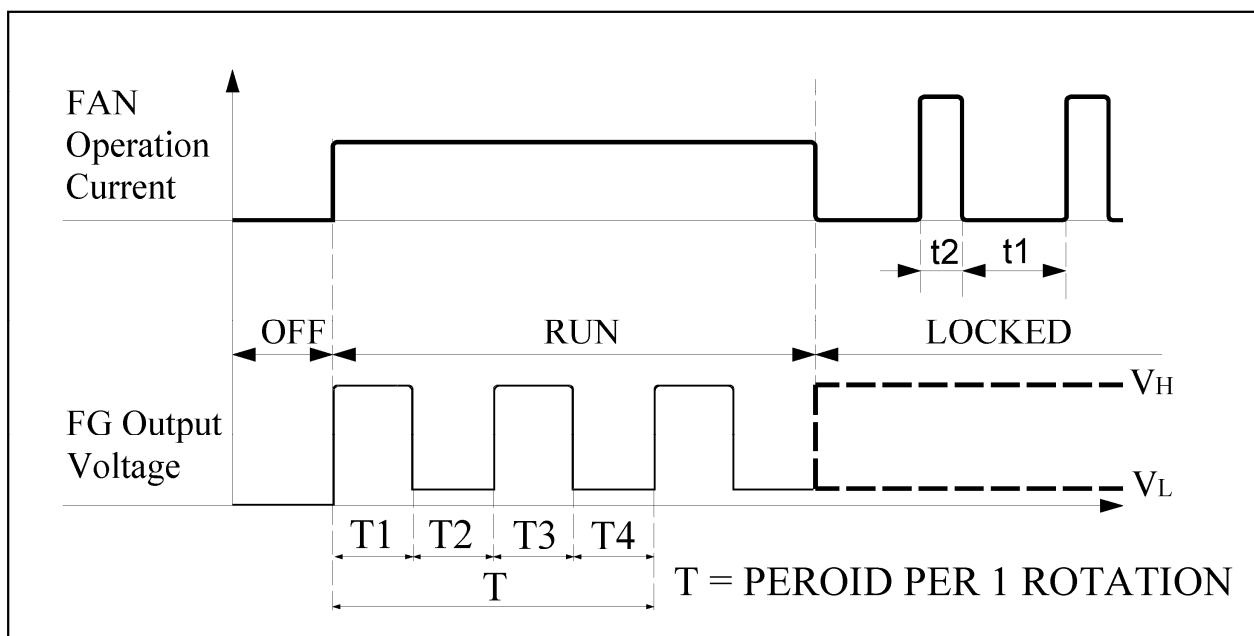 FAN
Operation
Current
t2
t1
OFF
RUN
LOCKED
FG Output
Voltage
VH
VL
T1
T2
T3
T4
T
T = PEROID PER 1 ROTATION